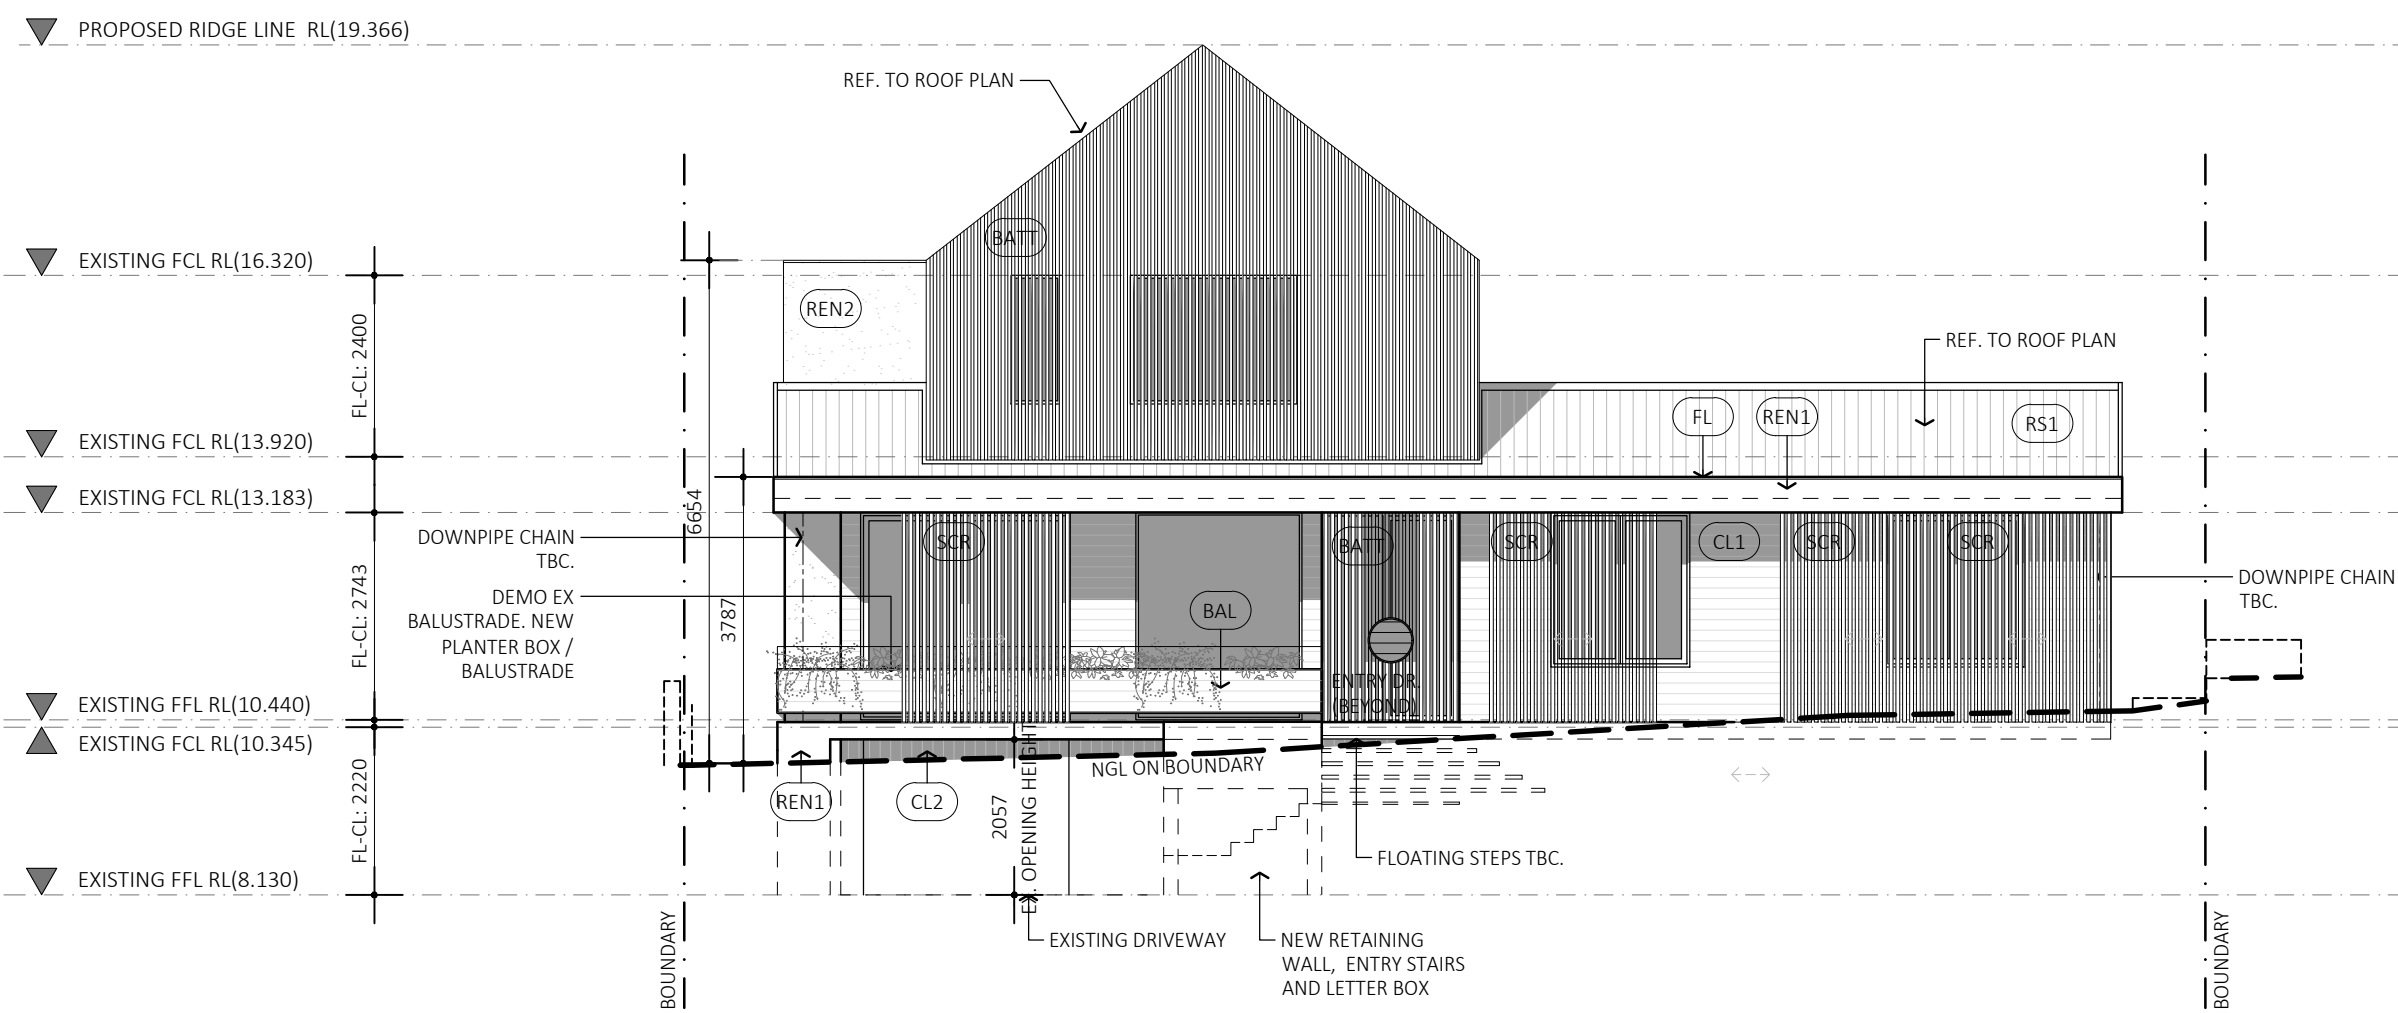 PROPOSED RIDGE LINE RL(19.366)
REF. TO ROOF PLAN
BATT
EXISTING FCL RL(16.320)
REN2
FL-CL: 2400
REF. TO ROOF PLAN
FL
REN1
RS1
EXISTING FCL RL(13.920)
EXISTING FCL RL(13.183)
6654
DOWNPIPE CHAIN
TBC.
SCR
BATT
SCR
CL1
SCR
SCR
DOWNPIPE CHAIN
TBC.
FL-CL: 2743
3787
DEMO EX
BALUSTRADE. NEW
PLANTER BOX /
BALUSTRADE
BAL
ENTRY DR.
(BEYOND)
EXISTING FFL RL(10.440)
EXISTING FCL RL(10.345)
NGL ON BOUNDARY
REN1
CL2
FL-CL: 2220
2057
OPENING HEIGHT
FLOATING STEPS TBC.
EXISTING FFL RL(8.130)
BOUNDARY
EXISTING DRIVEWAY
NEW RETAINING
WALL, ENTRY STAIRS
AND LETTER BOX
BOUNDARY